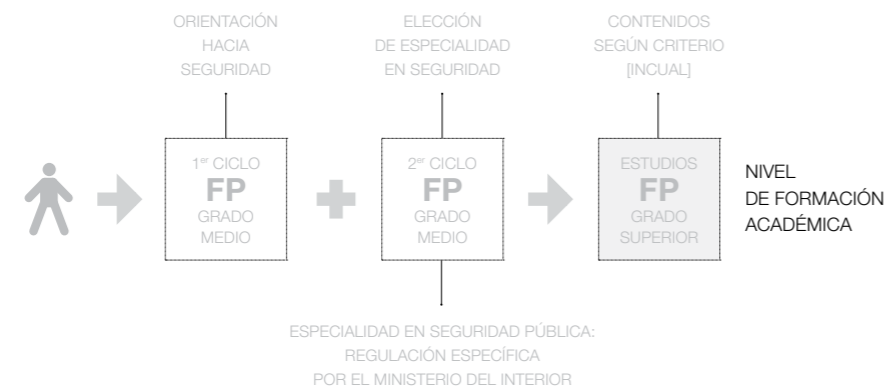 ORIENTACIÓN
HACIA
SEGURIDAD
ELECCIÓN
DE ESPECIALIDAD
EN SEGURIDAD
CONTENIDOS
SEGÚN CRITERIO
[INCUAL]
1er CICLO
FP
GRADO
MEDIO
2er CICLO
FP
GRADO
MEDIO
ESTUDIOS
FP
GRADO
SUPERIOR
NIVEL
DE FORMACIÓN
ACADÉMICA
ESPECIALIDAD EN SEGURIDAD PÚBLICA:
REGULACIÓN ESPECÍFICA
POR EL MINISTERIO DEL INTERIOR